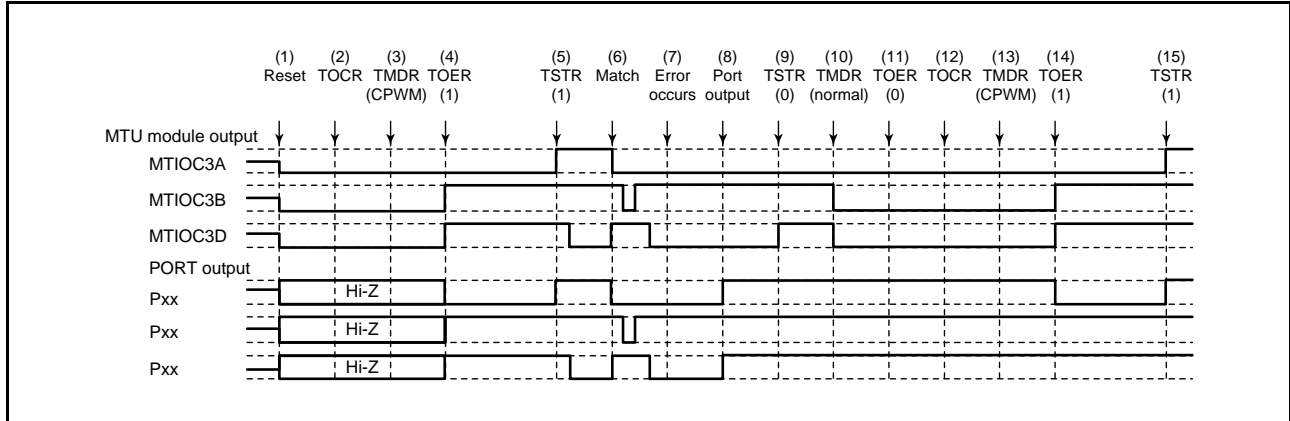 (1) (2) (3) (4) (5) (6) (7) (8) (9) (10) (11) (12) (13) (14) (15)
Reset TOCR TMDR TOER TSTR Match Error Port TSTR TMDR TOER TOCR TMDR TOER TSTR
(CPWM) (1) (1) occurs output (0) (normal) (0) (CPWM) (1) (1)
MTU module output
MTIOC3A
MTIOC3B
MTIOC3D
PORT output
Pxx Hi-Z
Pxx Hi-Z
Pxx Hi-Z